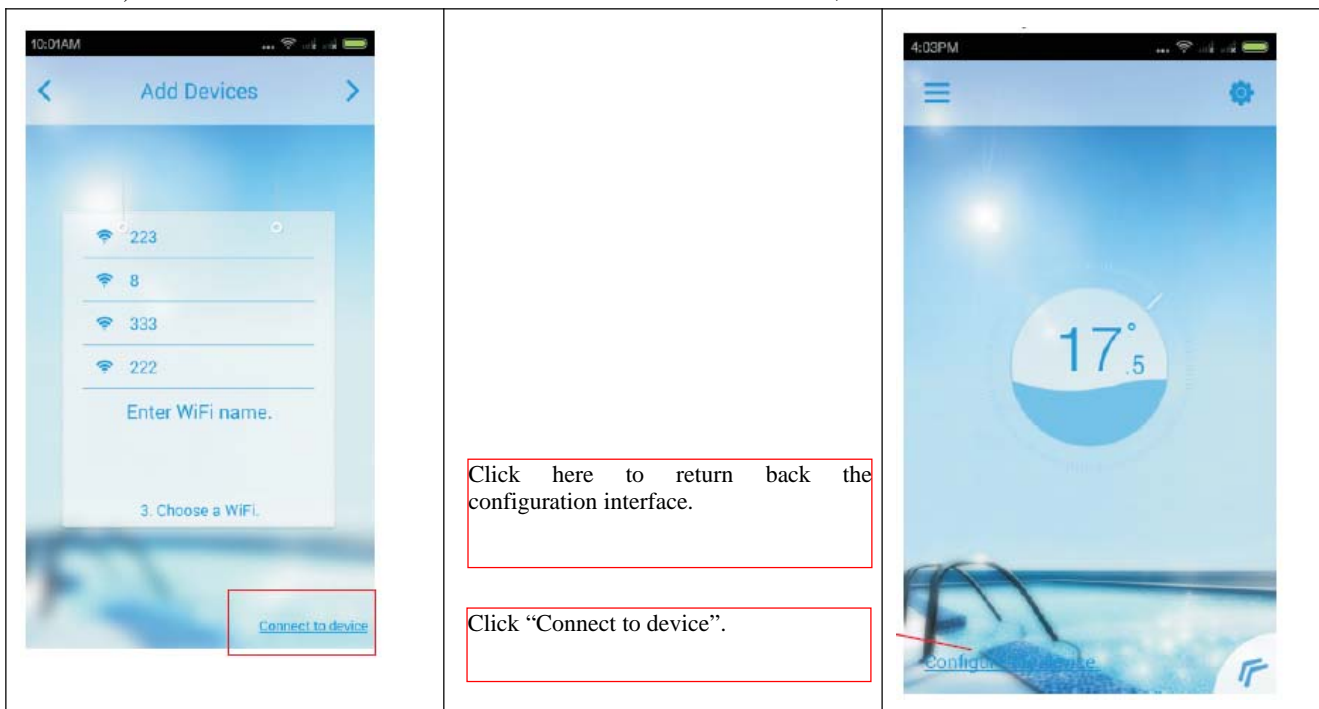 10:01AM
Add Devices
223
8
333
222
Enter WiFi name.
3. Choose a WiFi.
Connect to device
Click here to return back the
configuration interface.
Click “Connect to device”.
4:03PM
17°.5